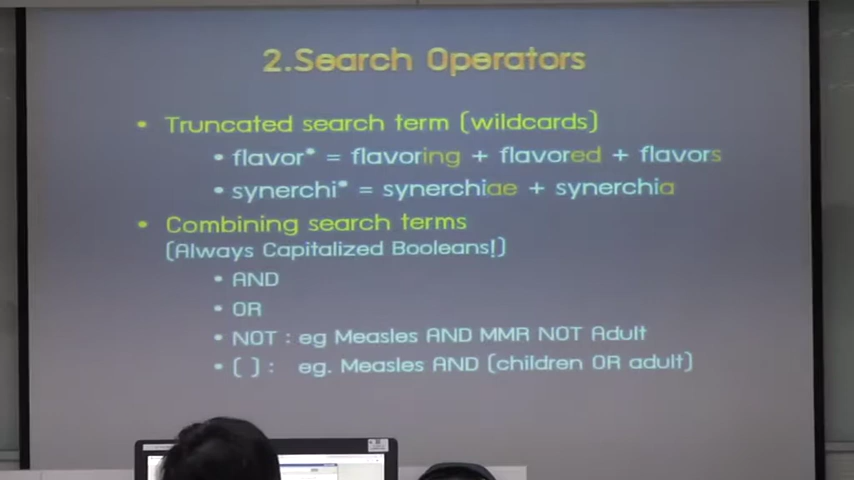 2.Search Operators
• Truncated search term (wildcards)
• flavor* = flavoring + flavored + flavors
• synerchi* = synerchiae + synerchia
• Combining search terms
(Always Capitalized Booleans!)
• AND
• OR
• NOT : eg Measles AND MMR NOT Adult
• ( ) : eg. Measles AND (children OR adult)